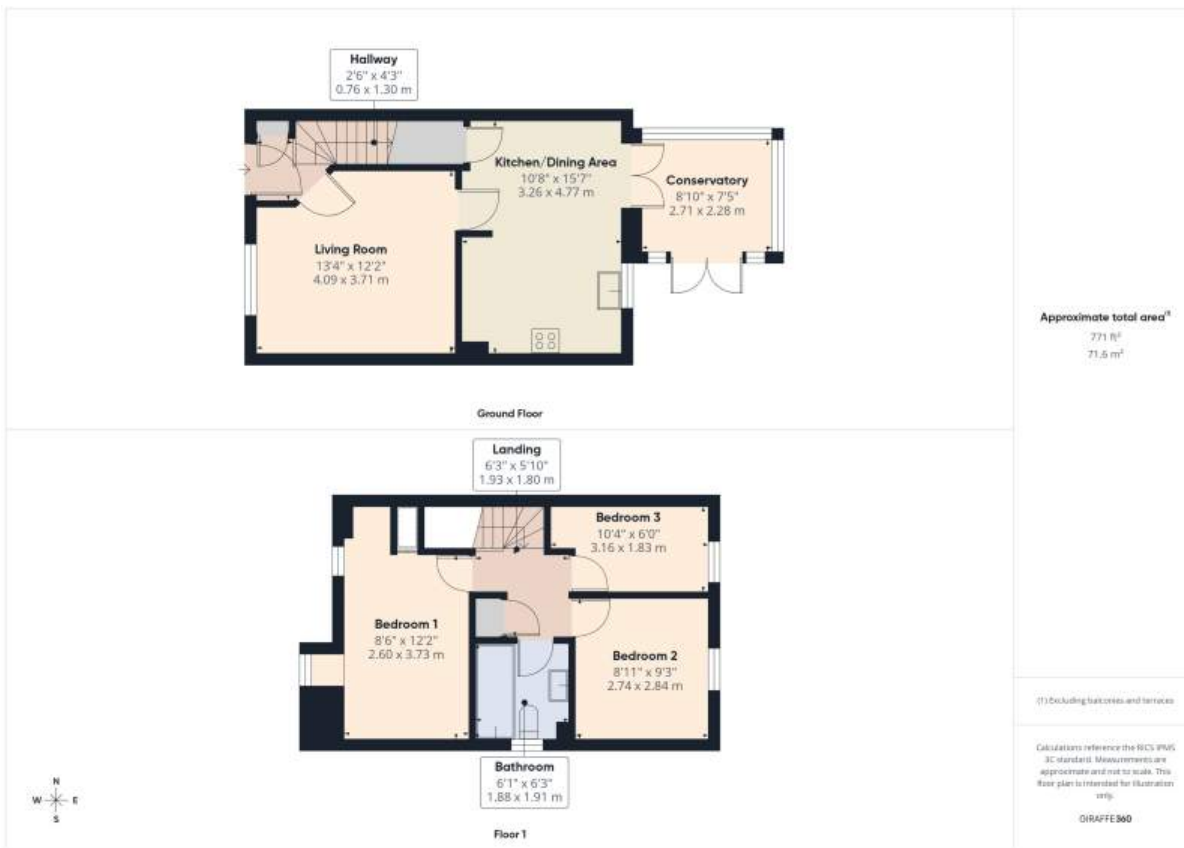 Hallway
2'6" x 4'3"
0.76 x 1.30 m
Kitchen/Dining Area
10'8" x 15'7"
3.26 x 4.77 m
Conservatory
8'10" x 7'5"
2.71 x 2.28 m
Living Room
13'4" x 12'2"
4.09 x 3.71 m
Ground Floor
Approximate total area⁽¹⁾
771 ft²
71.6 m²
Landing
6'3" x 5'10"
1.93 x 1.80 m
Bedroom 3
10'4" x 6'0"
3.16 x 1.83 m
Bedroom 1
8'6" x 12'2"
2.60 x 3.73 m
Bedroom 2
8'11" x 9'3"
2.74 x 2.84 m
Bathroom
6'1" x 6'3"
1.88 x 1.91 m
Floor 1
N
W E
S
(1) Excluding balconies and terraces
Calculations reference the RICS IPMS
3C standard. Measurements are
approximate and not to scale. This
floor plan is intended for illustration
only.
GIRAFFE360